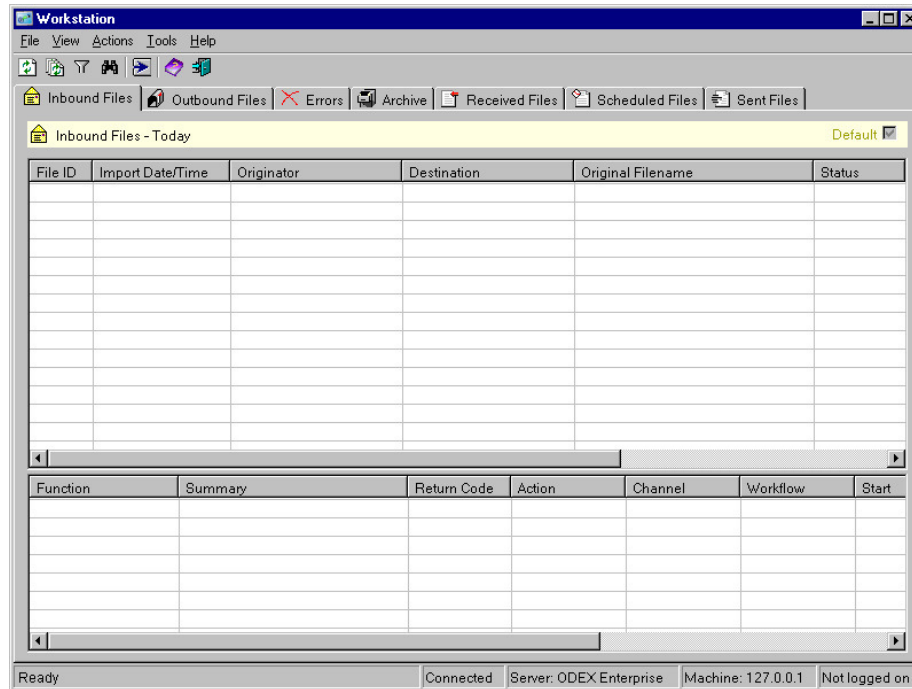 Workstation
File View Actions Tools Help
Inbound Files Outbound Files Errors Archive Received Files Scheduled Files Sent Files
Inbound Files - Today Default
File ID Import Date/Time Originator Destination Original Filename Status
Function Summary Return Code Action Channel Workflow Start
Ready Connected Server: ODEX Enterprise Machine: 127.0.0.1 Not logged on